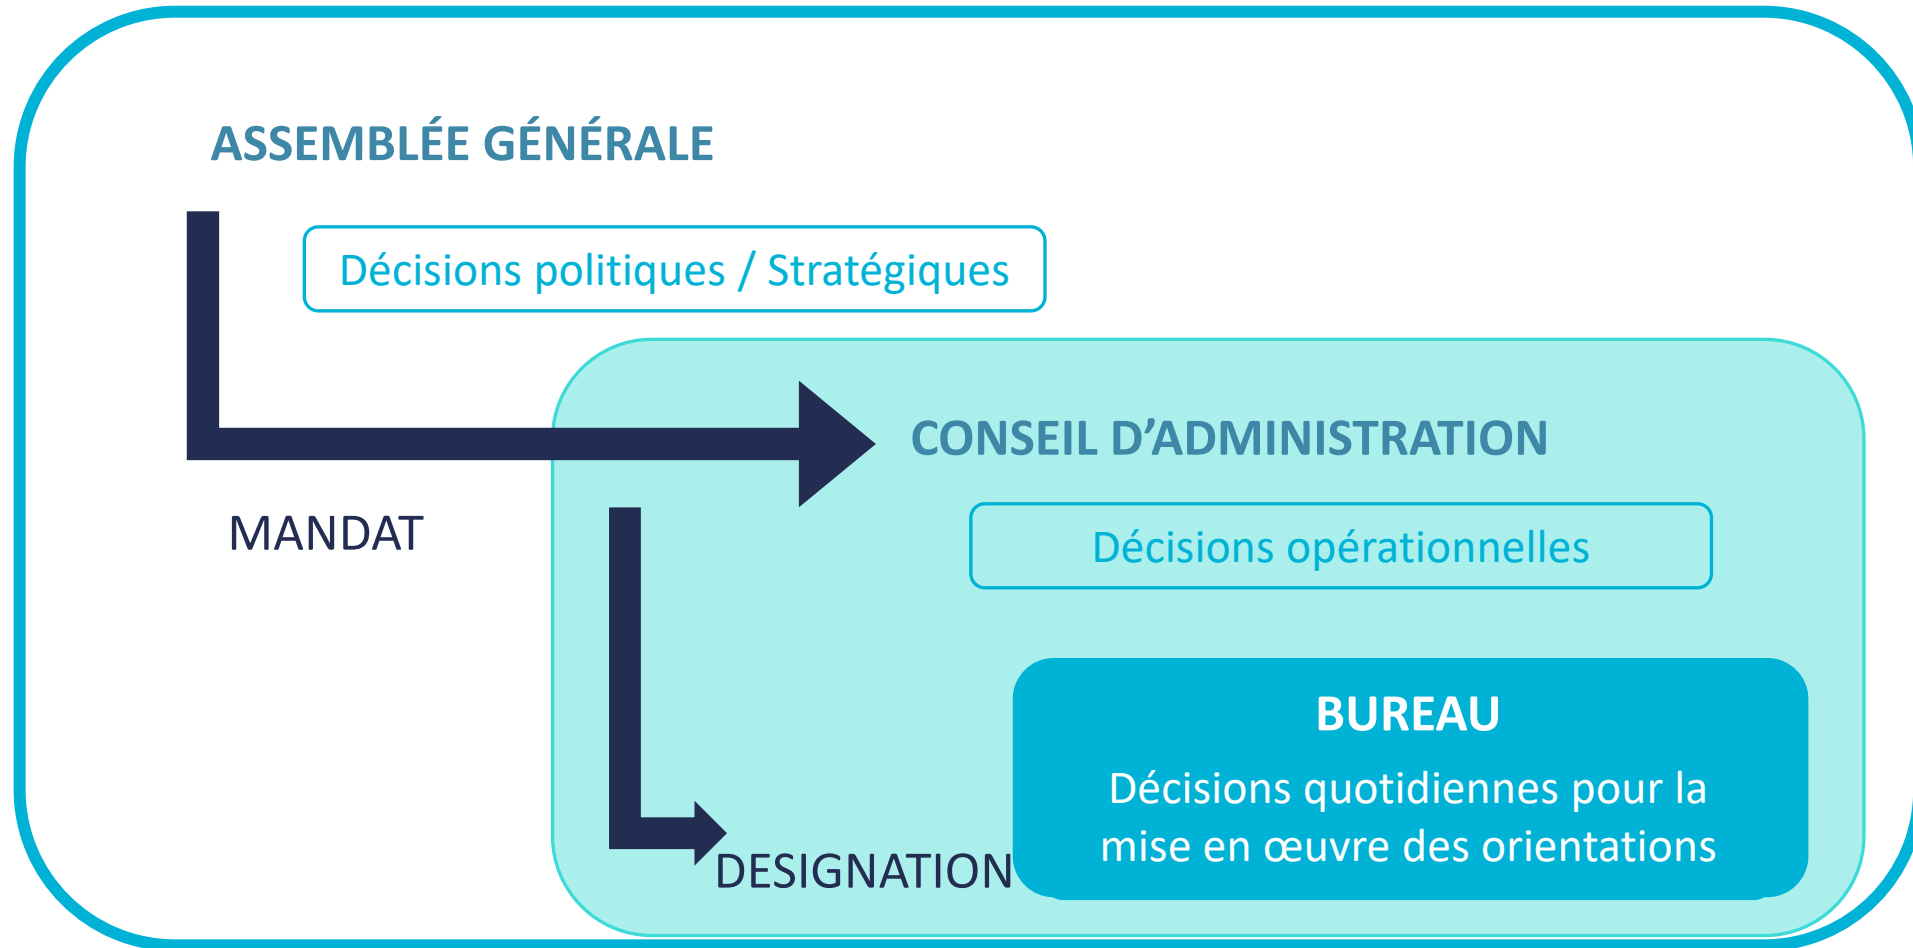 ASSEMBLÉE GÉNÉRALE
Décisions politiques / Stratégiques
CONSEIL D’ADMINISTRATION
MANDAT
Décisions opérationnelles
BUREAU
Décisions quotidiennes pour la
mise en œuvre des orientations
DESIGNATION